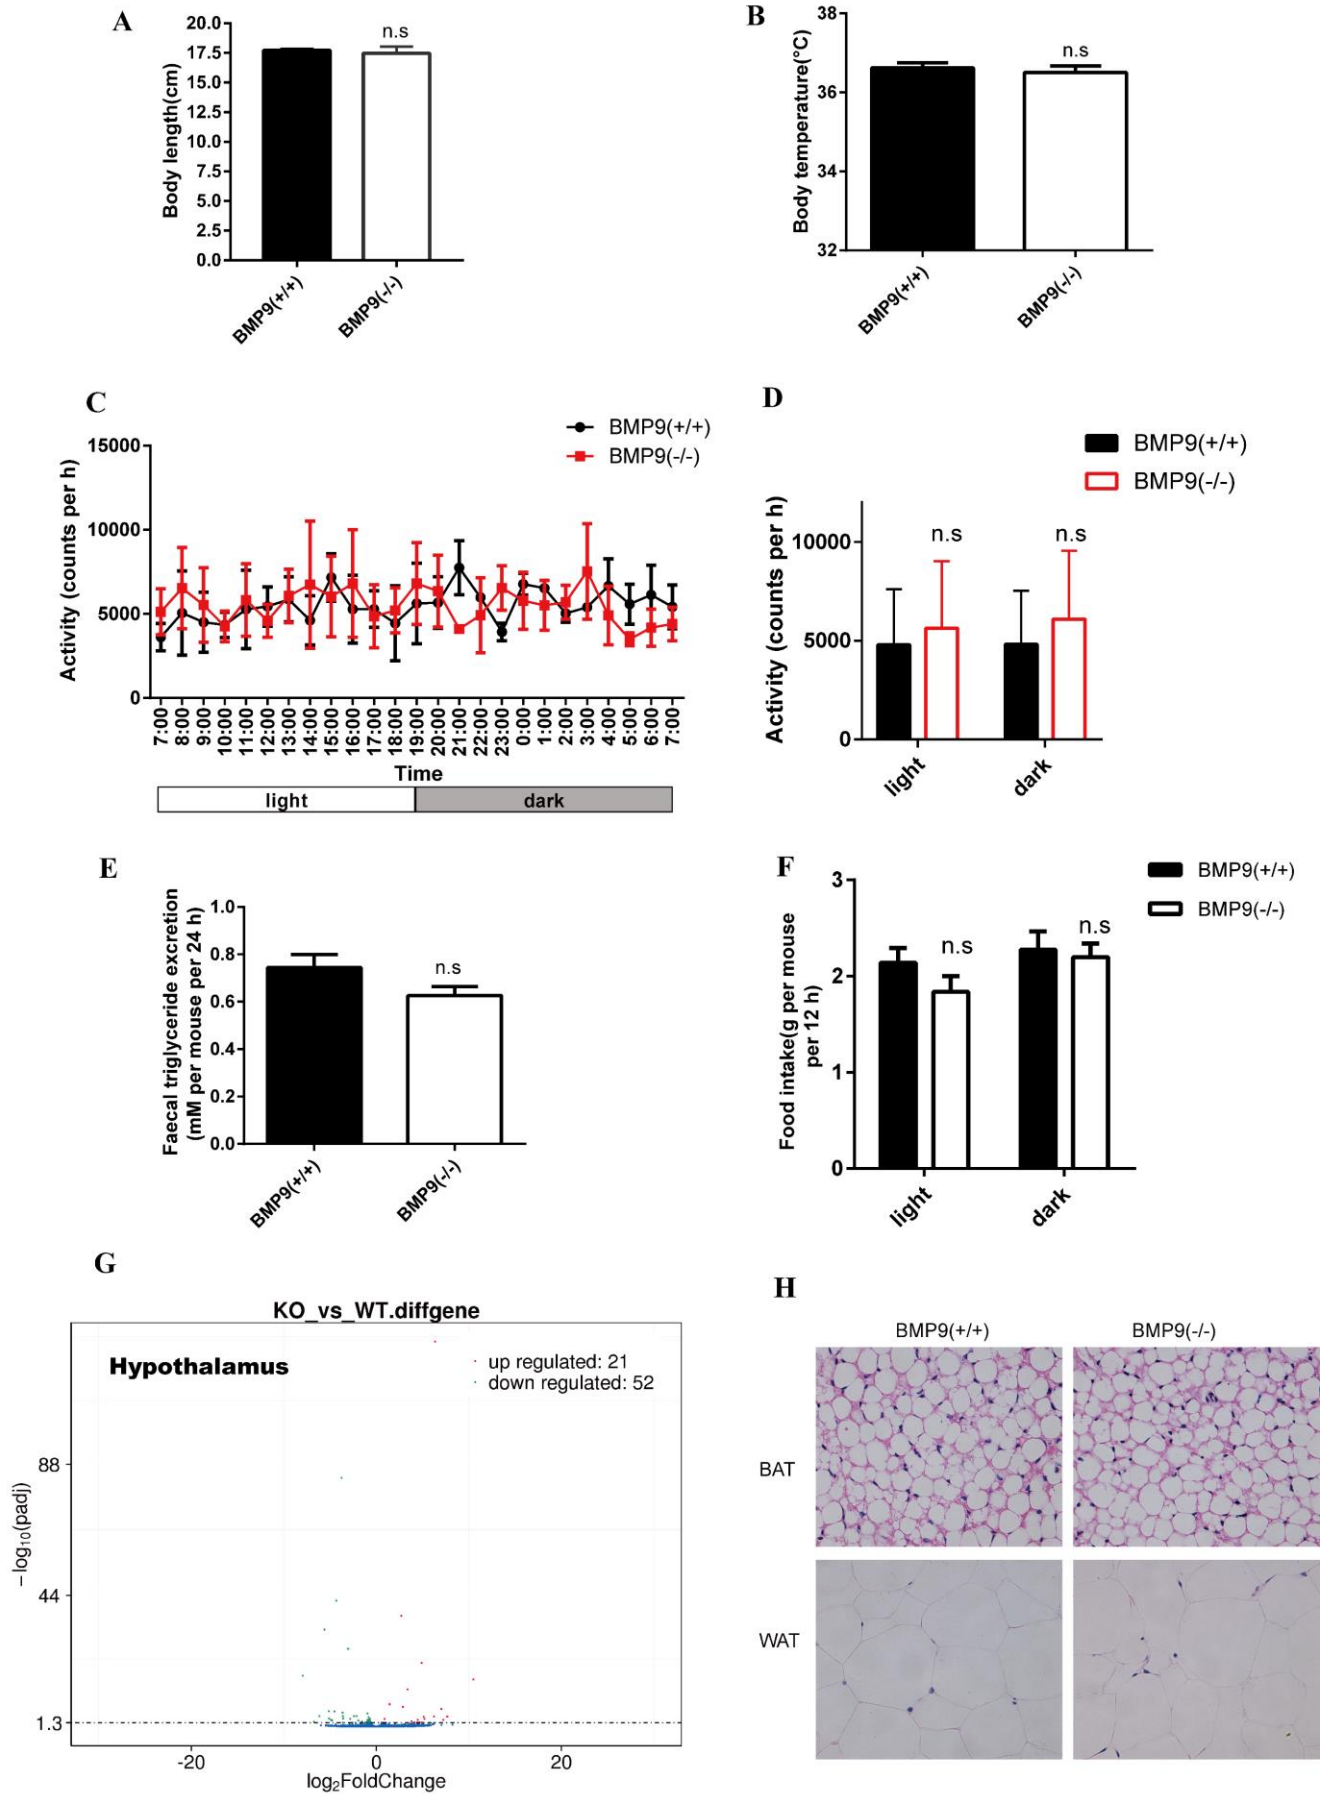 A
20.0
17.5
15.0
12.5
10.0
7.5
5.0
2.5
0.0
Body length(cm)
n.s
BMP9(+/+)
BMP9(-/-)
B
38
36
34
32
Body temperature(°C)
n.s
BMP9(+/+)
BMP9(-/-)
C
BMP9(+/+)
BMP9(-/-)
15000
10000
5000
0
Activity (counts per h)
7:00
8:00
9:00
10:00
11:00
12:00
13:00
14:00
15:00
16:00
17:00
18:00
19:00
20:00
21:00
22:00
23:00
0:00
1:00
2:00
3:00
4:00
5:00
6:00
7:00
Time
light
dark
D
BMP9(+/+)
BMP9(-/-)
10000
5000
0
Activity (counts per h)
n.s
n.s
light
dark
E
1.0
0.8
0.6
0.4
0.2
0.0
Faecal triglyceride excretion
(mM per mouse per 24 h)
n.s
BMP9(+/+)
BMP9(-/-)
F
BMP9(+/+)
BMP9(-/-)
3
2
1
0
Food intake(g per mouse
per 12 h)
n.s
n.s
light
dark
G
KO_vs_WT.diffgene
Hypothalamus
up regulated: 21
down regulated: 52
88
44
1.3
−log₁₀(padj)
-20
0
20
log₂FoldChange
H
BMP9(+/+)
BMP9(-/-)
BAT
WAT